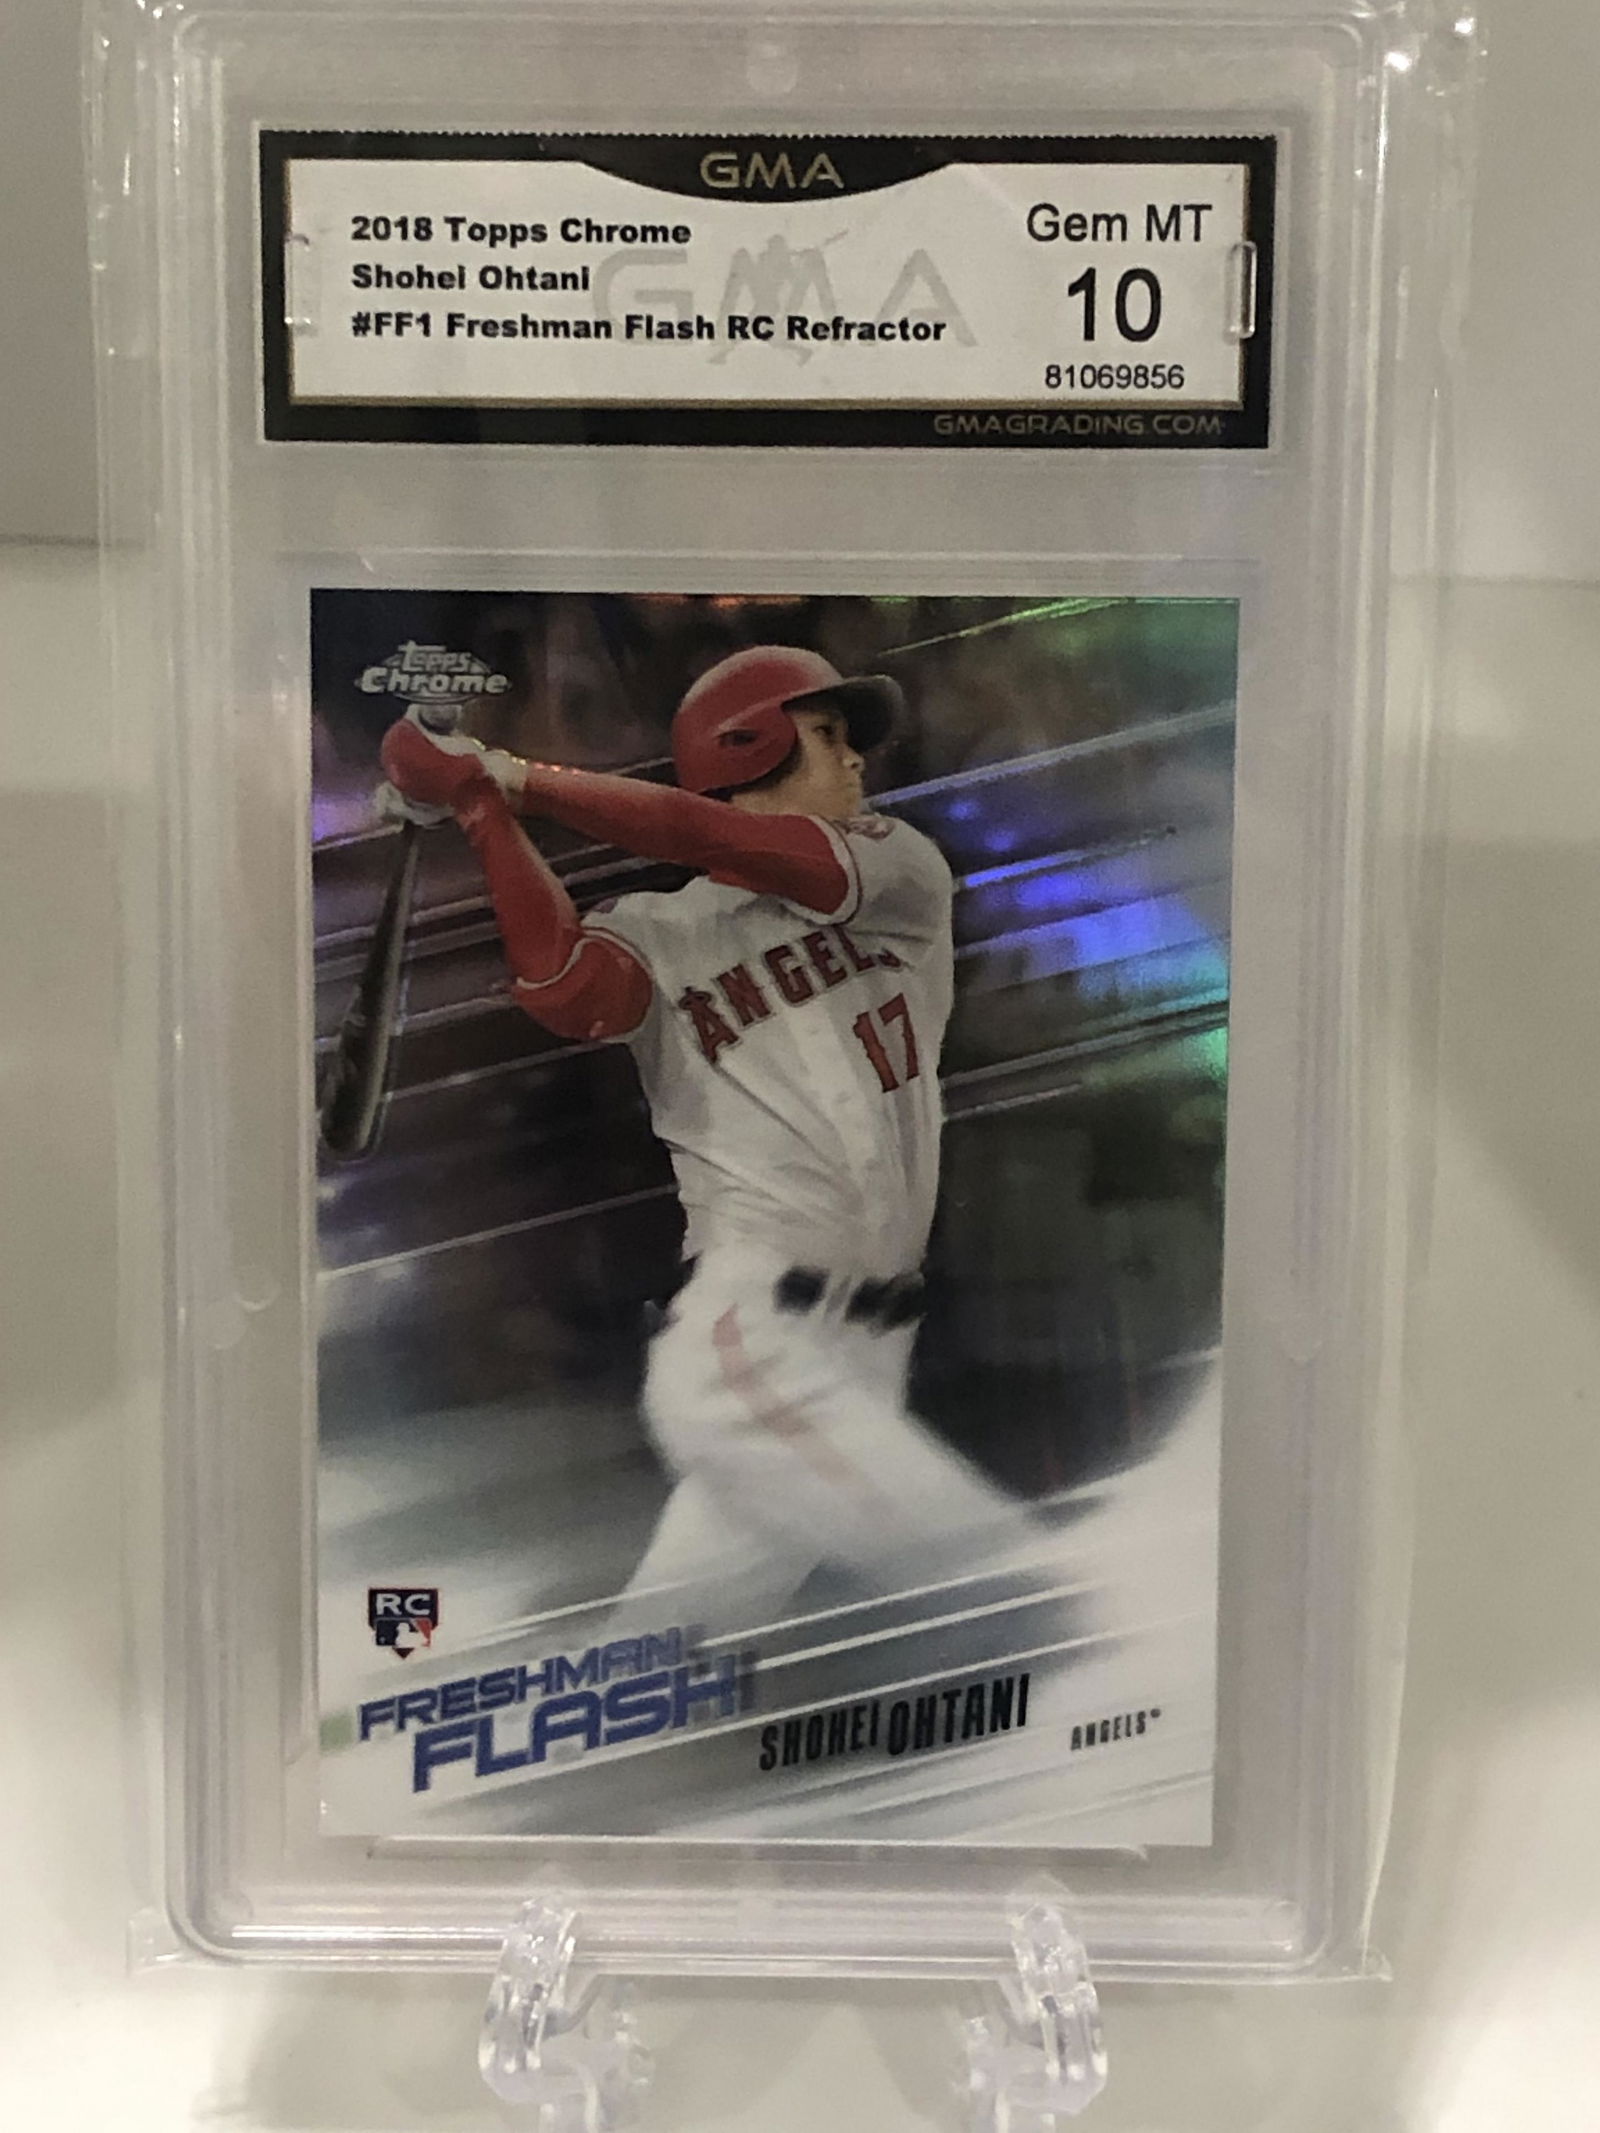 GMA
2018 Topps Chrome
Shohei Ohtani
#FF1 Freshman Flash RC Refractor
Gem MT
10
81069856
GMA
GMAGRADING.COM
Topps
Chrome
ANGELS
17
RC
FRESHMAN
FLASH
SHOHEI OHTANI
ANGELS